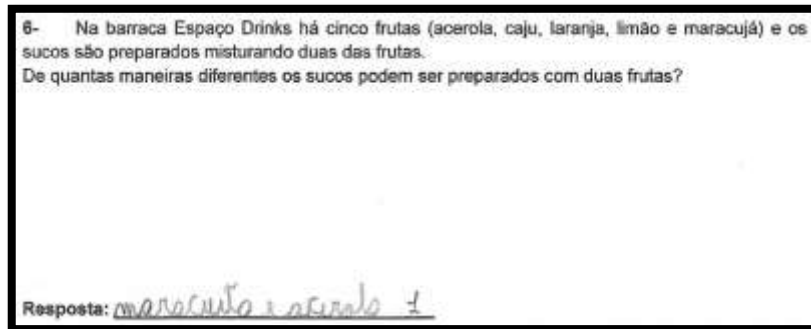 6- Na barraca Espaço Drinks há cinco frutas (acerola, caju, laranja, limão e maracujá) e os
sucos são preparados misturando duas das frutas.
De quantas maneiras diferentes os sucos podem ser preparados com duas frutas?
Resposta: e acerola 1